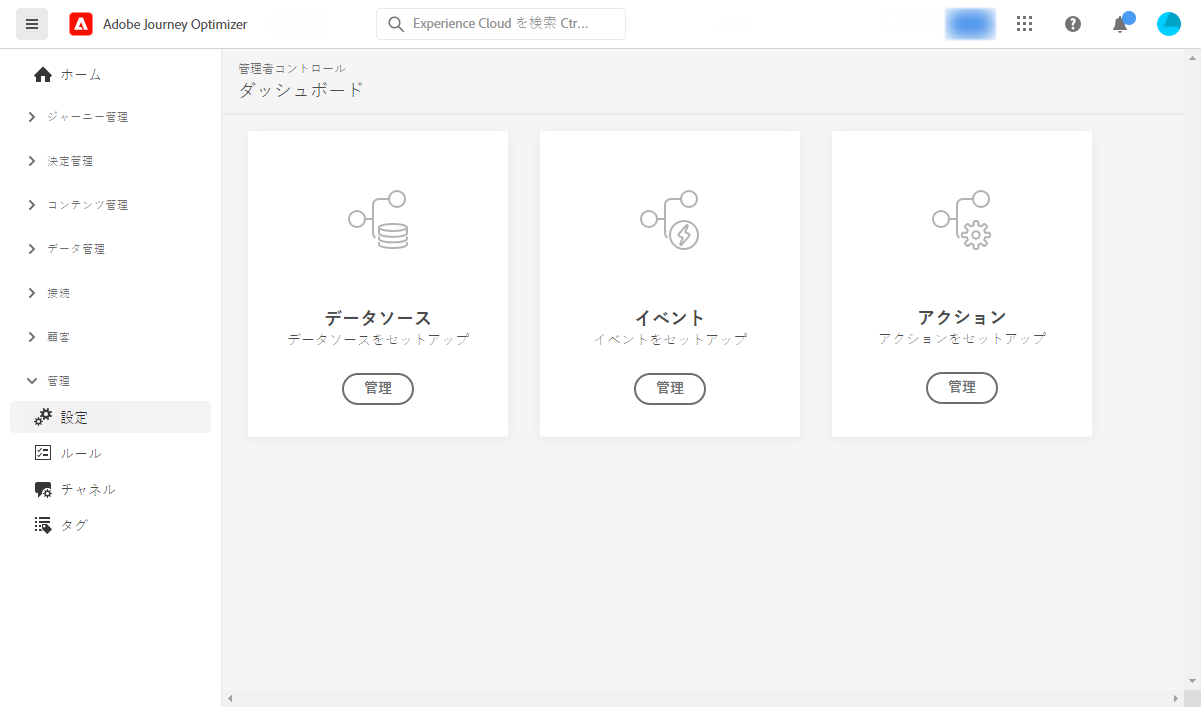 Adobe Journey Optimizer
Experience Cloud を検索 Ctr...
ホーム
ジャーニー管理
決定管理
コンテンツ管理
データ管理
接続
顧客
管理
設定
ルール
チャネル
タグ
管理者コントロール
ダッシュボード
データソース
データソースをセットアップ
管理
イベント
イベントをセットアップ
管理
アクション
アクションをセットアップ
管理